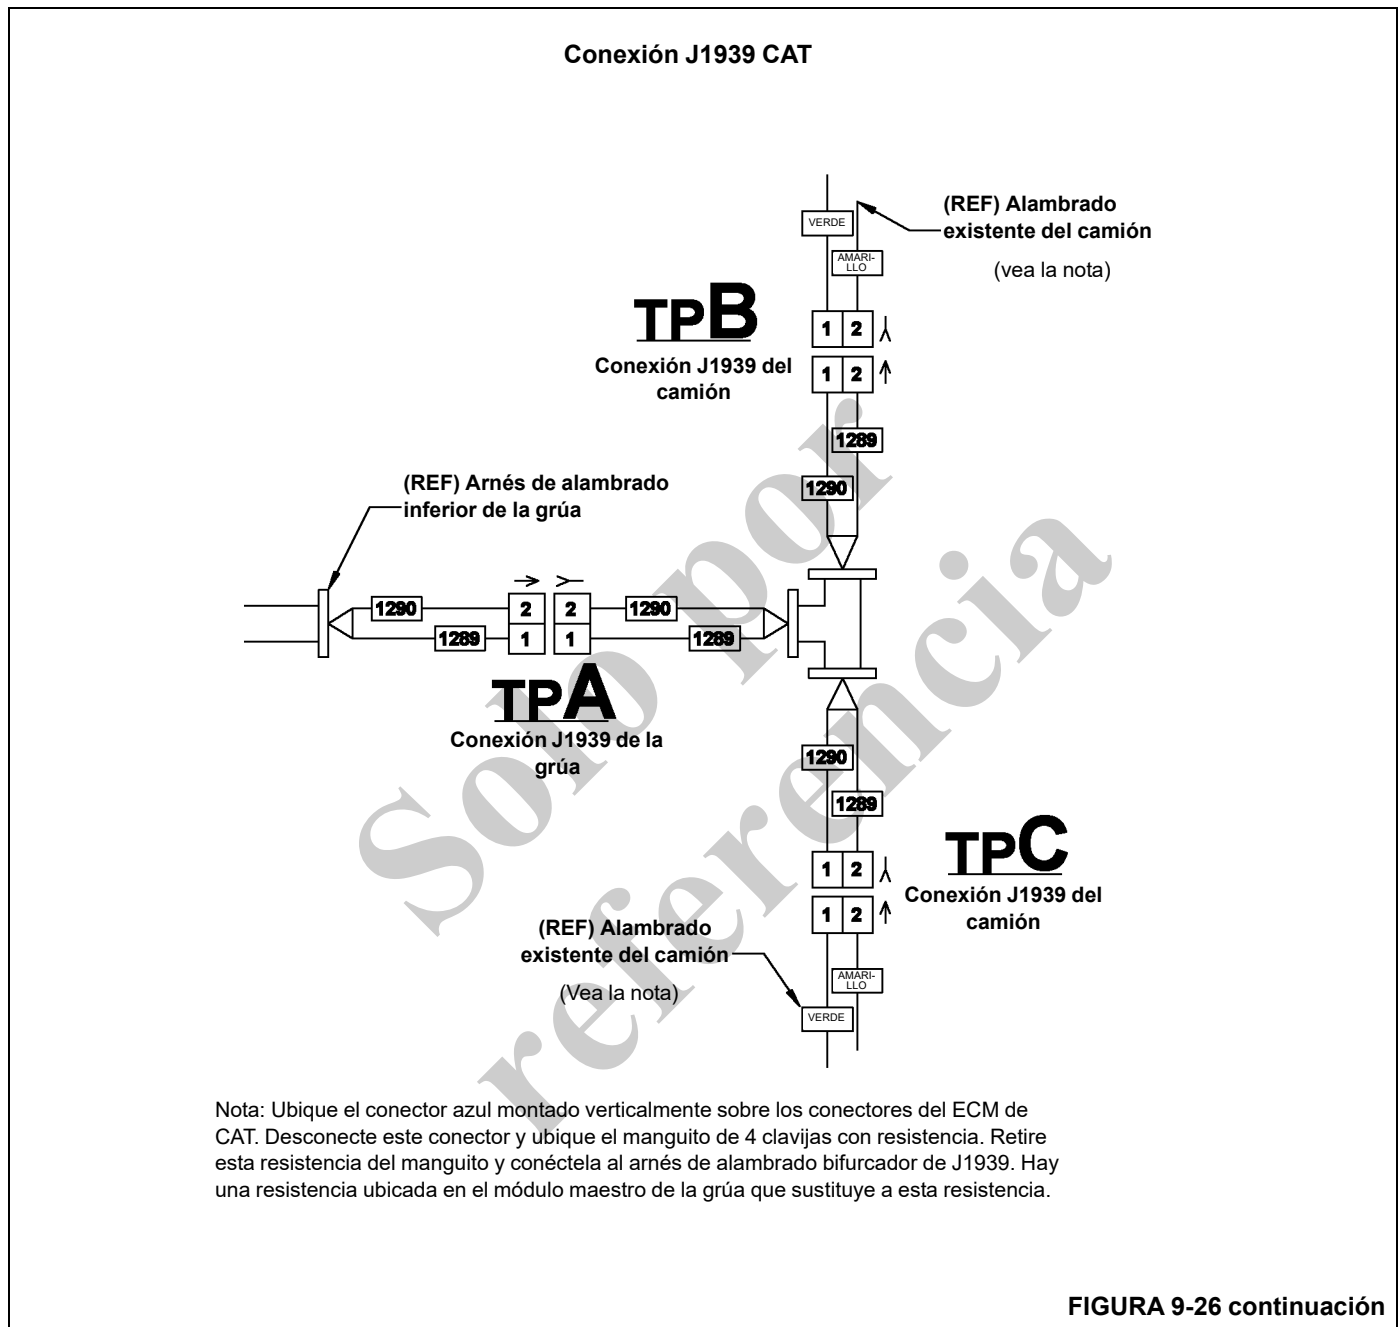 Conexión J1939 CAT
VERDE
(REF) Alambrado
existente del camión
(vea la nota)
AMARI-
LLO
TPB
Conexión J1939 del
camión
1 2
1 2
1289
1290
(REF) Arnés de alambrado
inferior de la grúa
1290 2 2 1290
1289 1 1 1289
TPA
Conexión J1939 de la
grúa
1290
1289
TPC
Conexión J1939 del
camión
1 2
1 2
(REF) Alambrado
existente del camión
(Vea la nota)
AMARI-
LLO
VERDE
Solo por
referencia
Nota: Ubique el conector azul montado verticalmente sobre los conectores del ECM de
CAT. Desconecte este conector y ubique el manguito de 4 clavijas con resistencia. Retire
esta resistencia del manguito y conéctela al arnés de alambrado bifurcador de J1939. Hay
una resistencia ubicada en el módulo maestro de la grúa que sustituye a esta resistencia.
FIGURA 9-26 continuación